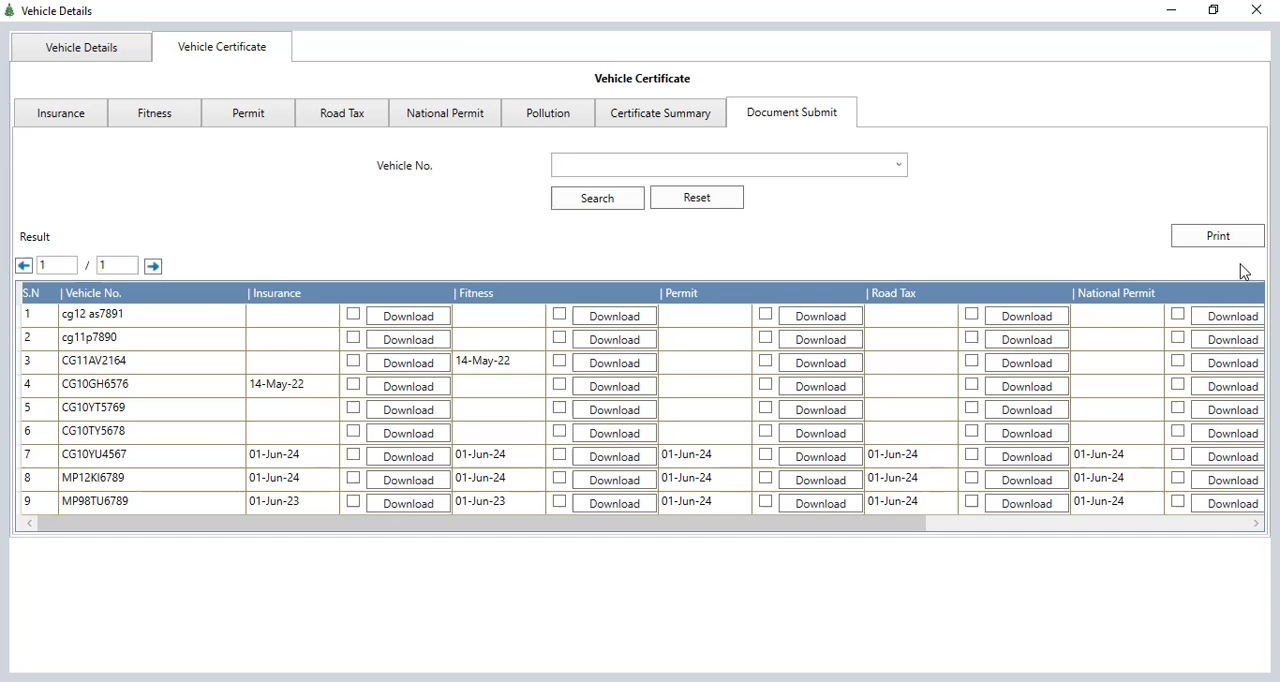 Vehicle Details
Vehicle Details Vehicle Certificate
Vehicle Certificate
Insurance Fitness Permit Road Tax National Permit Pollution Certificate Summary Document Submit
Vehicle No.
Search Reset
Result Print
1 / 1
S.N | Vehicle No. | Insurance | Fitness | Permit | Road Tax | National Permit
1 cg12 as7891 Download Download Download Download Download
2 cg11p7890 Download Download Download Download Download
3 CG11AV2164 Download 14-May-22 Download Download Download Download
4 CG10GH6576 14-May-22 Download Download Download Download Download
5 CG10YT5769 Download Download Download Download Download
6 CG10TY5678 Download Download Download Download Download
7 CG10YU4567 01-Jun-24 Download 01-Jun-24 Download 01-Jun-24 Download 01-Jun-24 Download 01-Jun-24 Download
8 MP12KJ6789 01-Jun-24 Download 01-Jun-24 Download 01-Jun-24 Download 01-Jun-24 Download 01-Jun-24 Download
9 MP98TU6789 01-Jun-23 Download 01-Jun-23 Download 01-Jun-24 Download 01-Jun-24 Download 01-Jun-24 Download